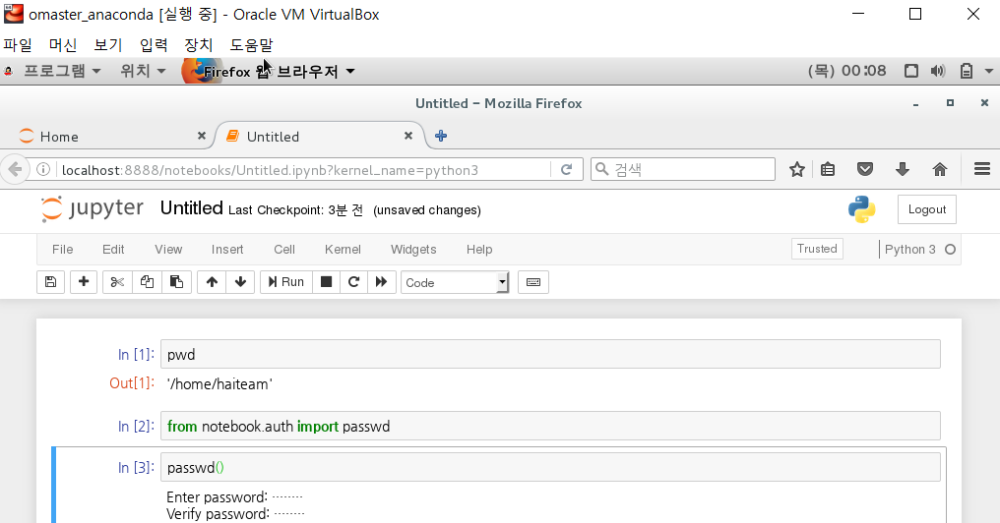 omaster_anaconda [실행 중] - Oracle VM VirtualBox
파일 머신 보기 입력 장치 도움말
프로그램 위치 Firefox 웹 브라우저 (목) 00:08
Untitled - Mozilla Firefox
Home Untitled
localhost:8888/notebooks/Untitled.ipynb?kernel_name=python3 검색
jupyter Untitled Last Checkpoint: 3분 전 (unsaved changes) Logout
File Edit View Insert Cell Kernel Widgets Help Trusted Python 3
Run Code
In [1]: pwd
Out[1]: '/home/haiteam'
In [2]: from notebook.auth import passwd
In [3]: passwd()
Enter password: ········
Verify password: ········